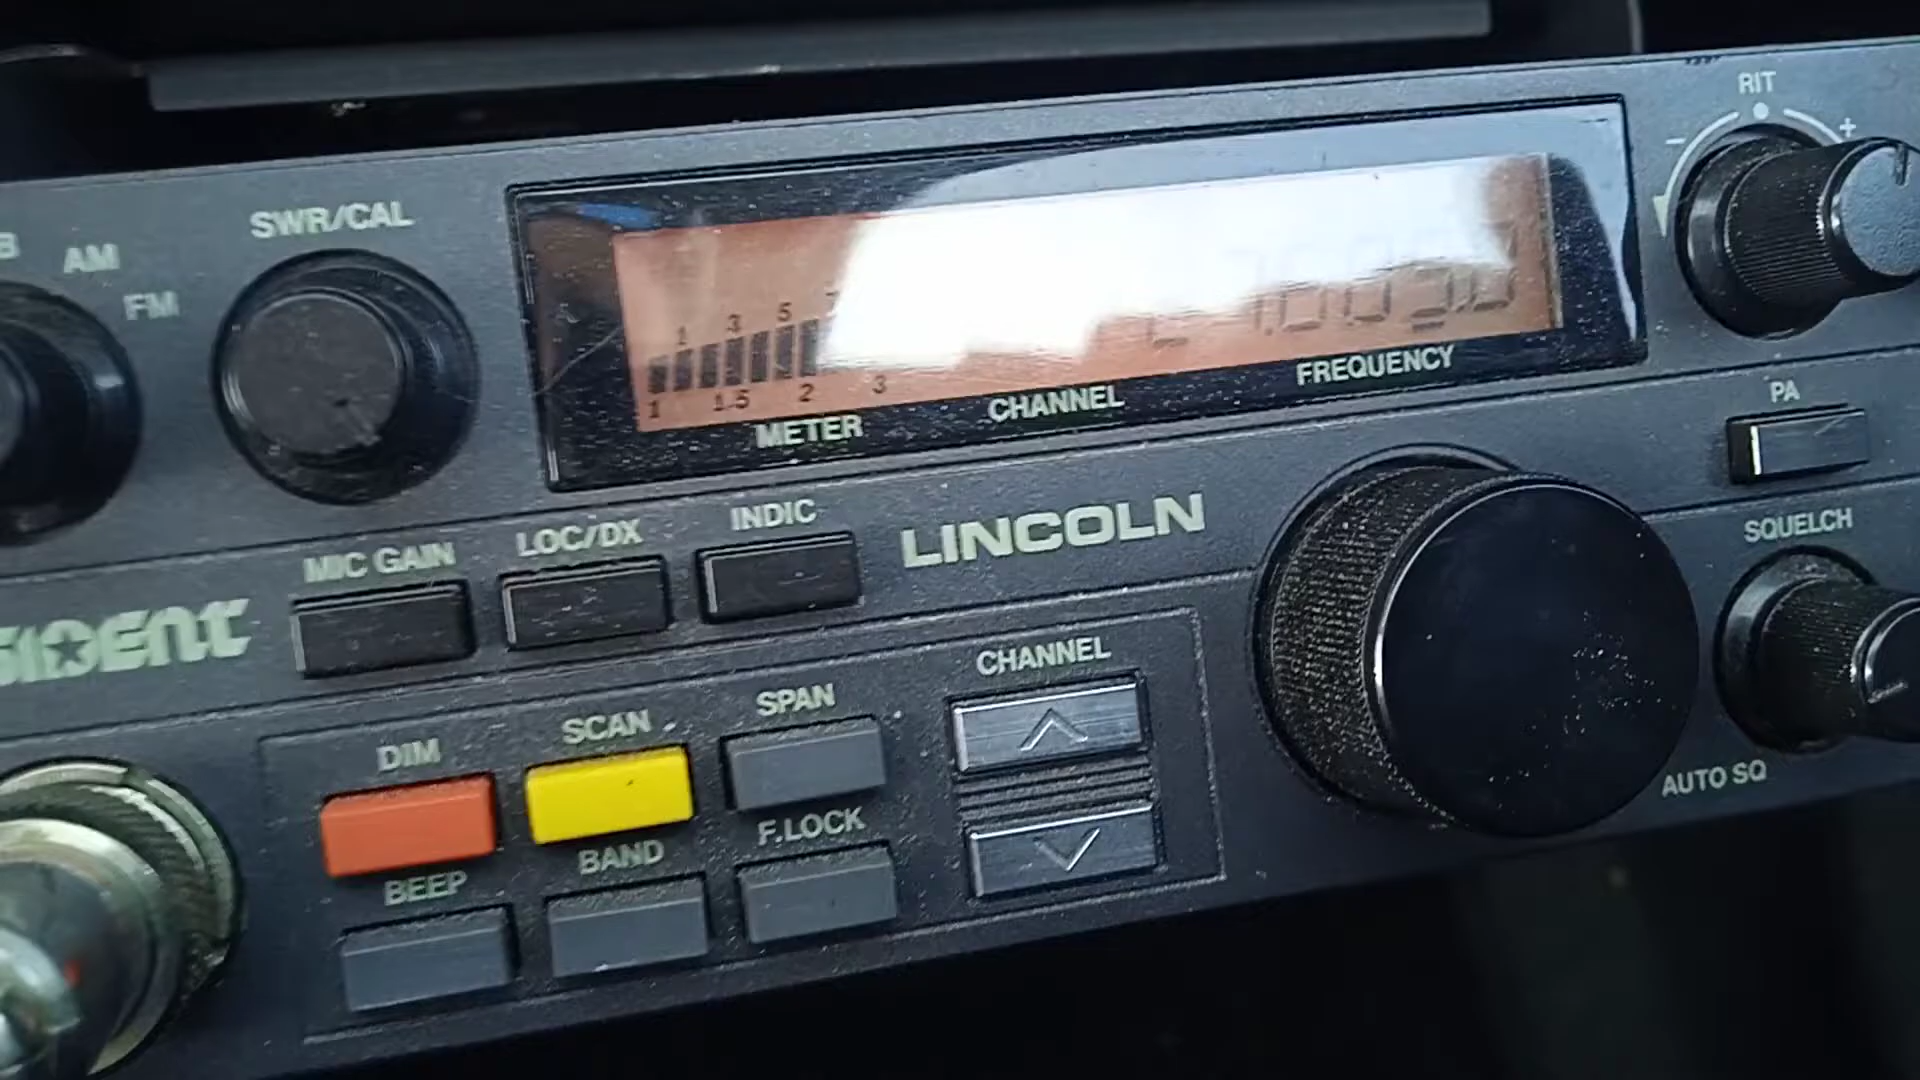 RIT
- +
SWR/CAL
AM
FM
1 3 5
1 1.5 2 3
METER CHANNEL FREQUENCY
PA
MIC GAIN LOC/DX INDIC LINCOLN
SQUELCH
SIDENT
CHANNEL
DIM SCAN SPAN
AUTO SQ
BEEP BAND F.LOCK